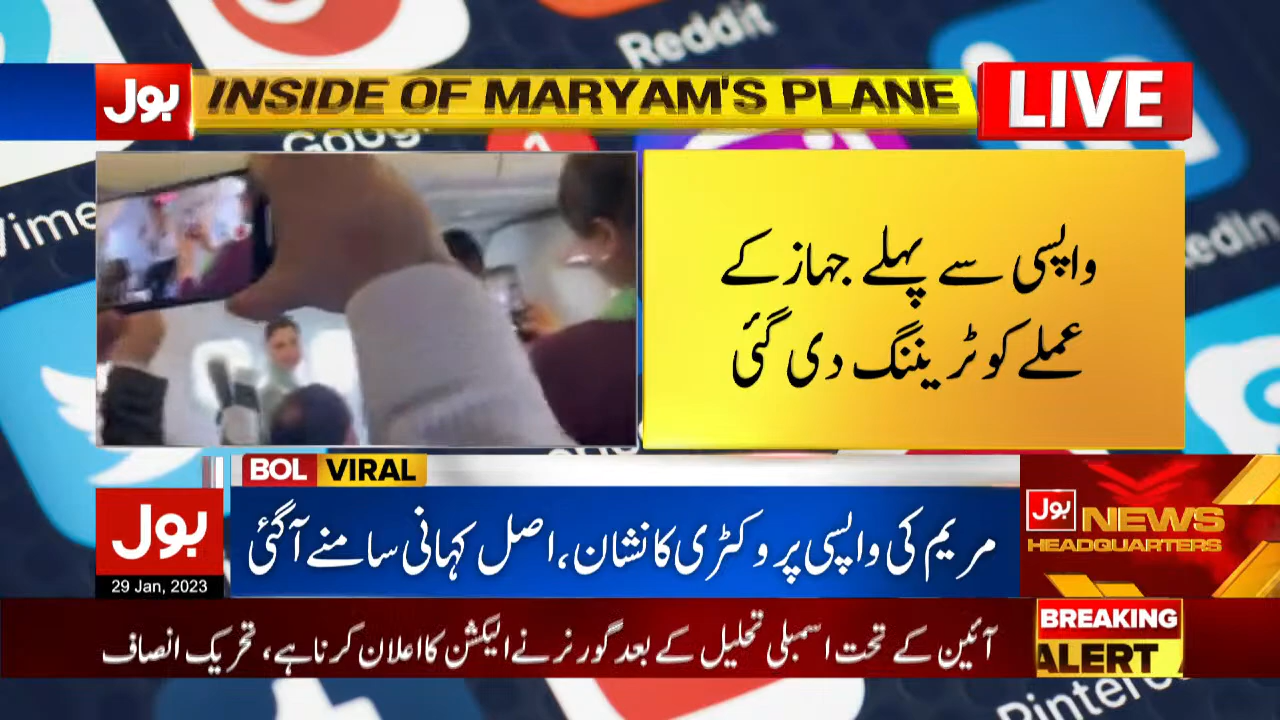 Reddit
بول
INSIDE OF MARYAM'S PLANE
LIVE
واپسی سے پہلے جہاز کے
عملے کو ٹریننگ دی گئی
BOL VIRAL
بول
29 Jan, 2023
مریم کی واپسی پر وکٹری کا نشان، اصل کہانی سامنے آگئی
بول NEWS
HEADQUARTERS
آئین کے تحت اسمبلی تحلیل کے بعد گورنر نے الیکشن کا اعلان کرنا ہے، تحریک انصاف
BREAKING
ALERT